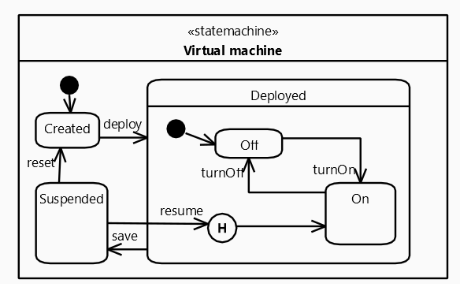 «statemachine»
Virtual machine
Deployed
Created
deploy
Off
reset
turnOff
turnOn
Suspended
On
resume
H
save